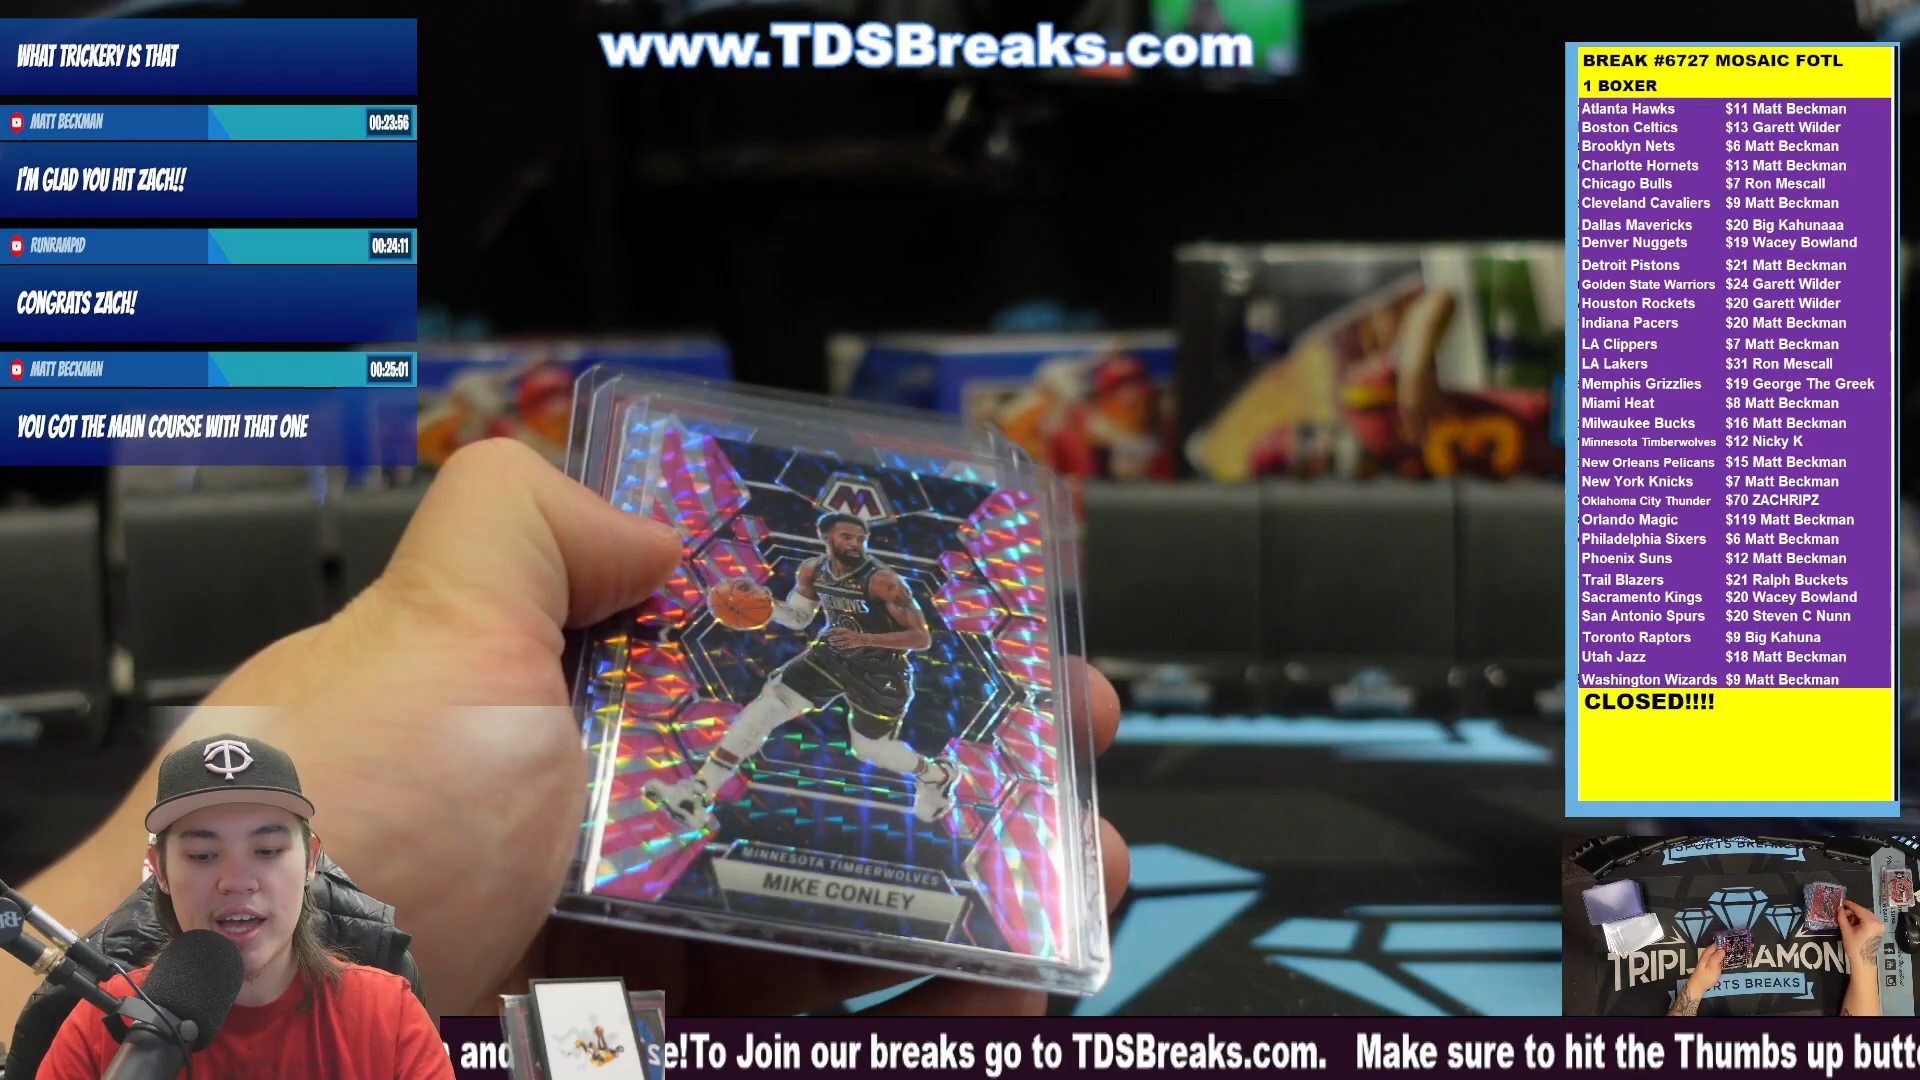 WHAT TRICKERY IS THAT
www.TDSBreaks.com
MATT BECKMAN 00:23:56
I'M GLAD YOU HIT ZACH!!
RUNRAMPID 00:24:11
CONGRATS ZACH!
MATT BECKMAN 00:25:01
YOU GOT THE MAIN COURSE WITH THAT ONE
BREAK #6727 MOSAIC FOTL
1 BOXER
Atlanta Hawks $11 Matt Beckman
Boston Celtics $13 Garett Wilder
Brooklyn Nets $6 Matt Beckman
Charlotte Hornets $13 Matt Beckman
Chicago Bulls $7 Ron Mescall
Cleveland Cavaliers $9 Matt Beckman
Dallas Mavericks $20 Big Kahunaaa
Denver Nuggets $19 Wacey Bowland
Detroit Pistons $21 Matt Beckman
Golden State Warriors $24 Garett Wilder
Houston Rockets $20 Garett Wilder
Indiana Pacers $20 Matt Beckman
LA Clippers $7 Matt Beckman
LA Lakers $31 Ron Mescall
Memphis Grizzlies $19 George The Greek
Miami Heat $8 Matt Beckman
Milwaukee Bucks $16 Matt Beckman
Minnesota Timberwolves $12 Nicky K
New Orleans Pelicans $15 Matt Beckman
New York Knicks $7 Matt Beckman
Oklahoma City Thunder $70 ZACHRIPZ
Orlando Magic $119 Matt Beckman
Philadelphia Sixers $6 Matt Beckman
Phoenix Suns $12 Matt Beckman
Trail Blazers $21 Ralph Buckets
Sacramento Kings $20 Wacey Bowland
San Antonio Spurs $20 Steven C Nunn
Toronto Raptors $9 Big Kahuna
Utah Jazz $18 Matt Beckman
Washington Wizards $9 Matt Beckman
CLOSED!!!!
MINNESOTA TIMBERWOLVES
MIKE CONLEY
SPORTS BREAKS
TRIPL AMON
RTS BREAKS
and e!To Join our breaks go to TDSBreaks.com. Make sure to hit the Thumbs up butt